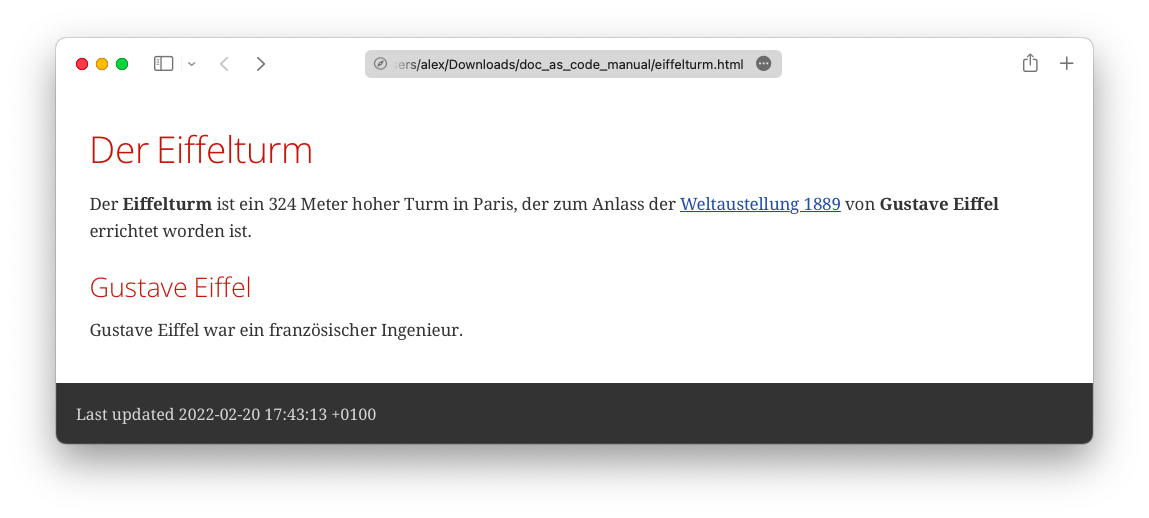 ers/alex/Downloads/doc_as_code_manual/eiffelturm.html
Der Eiffelturm
Der Eiffelturm ist ein 324 Meter hoher Turm in Paris, der zum Anlass der Weltaustellung 1889 von Gustave Eiffel
errichtet worden ist.
Gustave Eiffel
Gustave Eiffel war ein französischer Ingenieur.
Last updated 2022-02-20 17:43:13 +0100